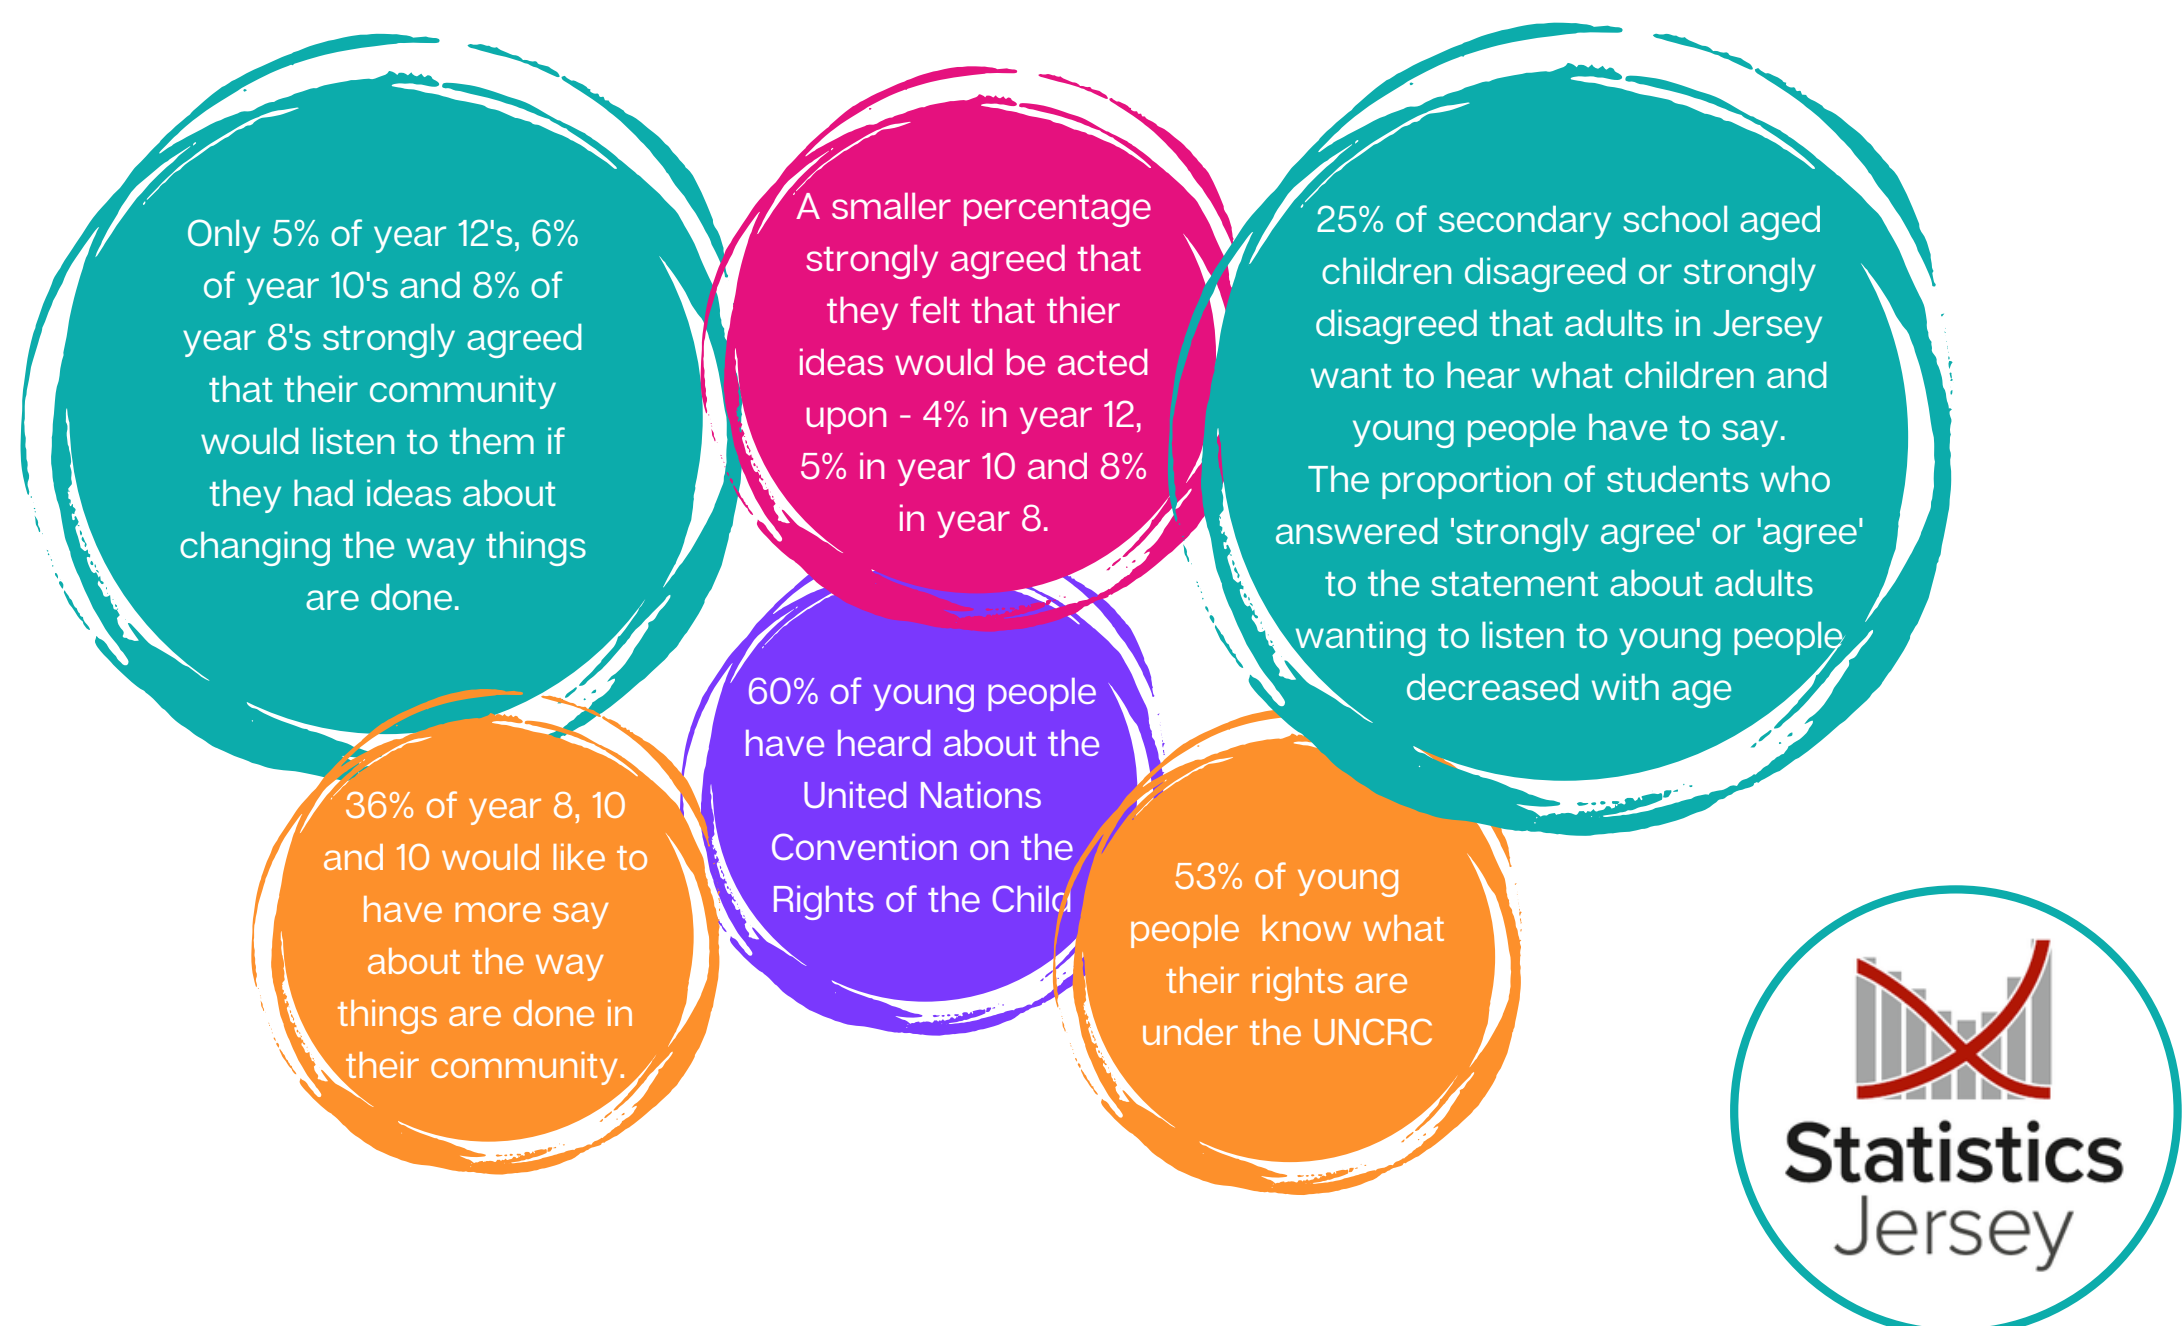 Only 5% of year 12's, 6%
of year 10's and 8% of
year 8's strongly agreed
that their community
would listen to them if
they had ideas about
changing the way things
are done.
A smaller percentage
strongly agreed that
they felt that thier
ideas would be acted
upon - 4% in year 12,
5% in year 10 and 8%
in year 8.
25% of secondary school aged
children disagreed or strongly
disagreed that adults in Jersey
want to hear what children and
young people have to say.
The proportion of students who
answered 'strongly agree' or 'agree'
to the statement about adults
wanting to listen to young people
decreased with age
36% of year 8, 10
and 10 would like to
have more say
about the way
things are done in
their community.
60% of young people
have heard about the
United Nations
Convention on the
Rights of the Child
53% of young
people  know what
their rights are
under the UNCRC
Statistics
Jersey